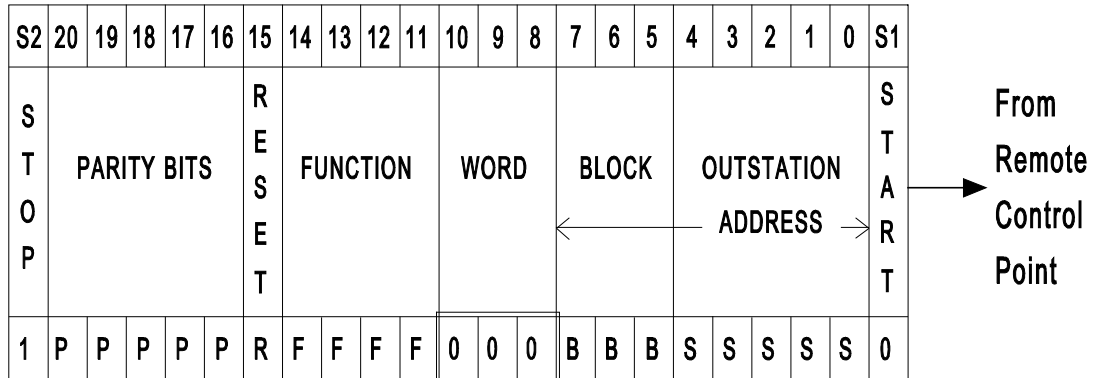 S2 20 19 18 17 16 15 14 13 12 11 10 9 8 7 6 5 4 3 2 1 0 S1
STOP
PARITY BITS
RESET
FUNCTION
WORD
BLOCK
OUTSTATION
ADDRESS
START
From
Remote
Control
Point
1 P P P P P R F F F F 0 0 0 B B B S S S S S 0